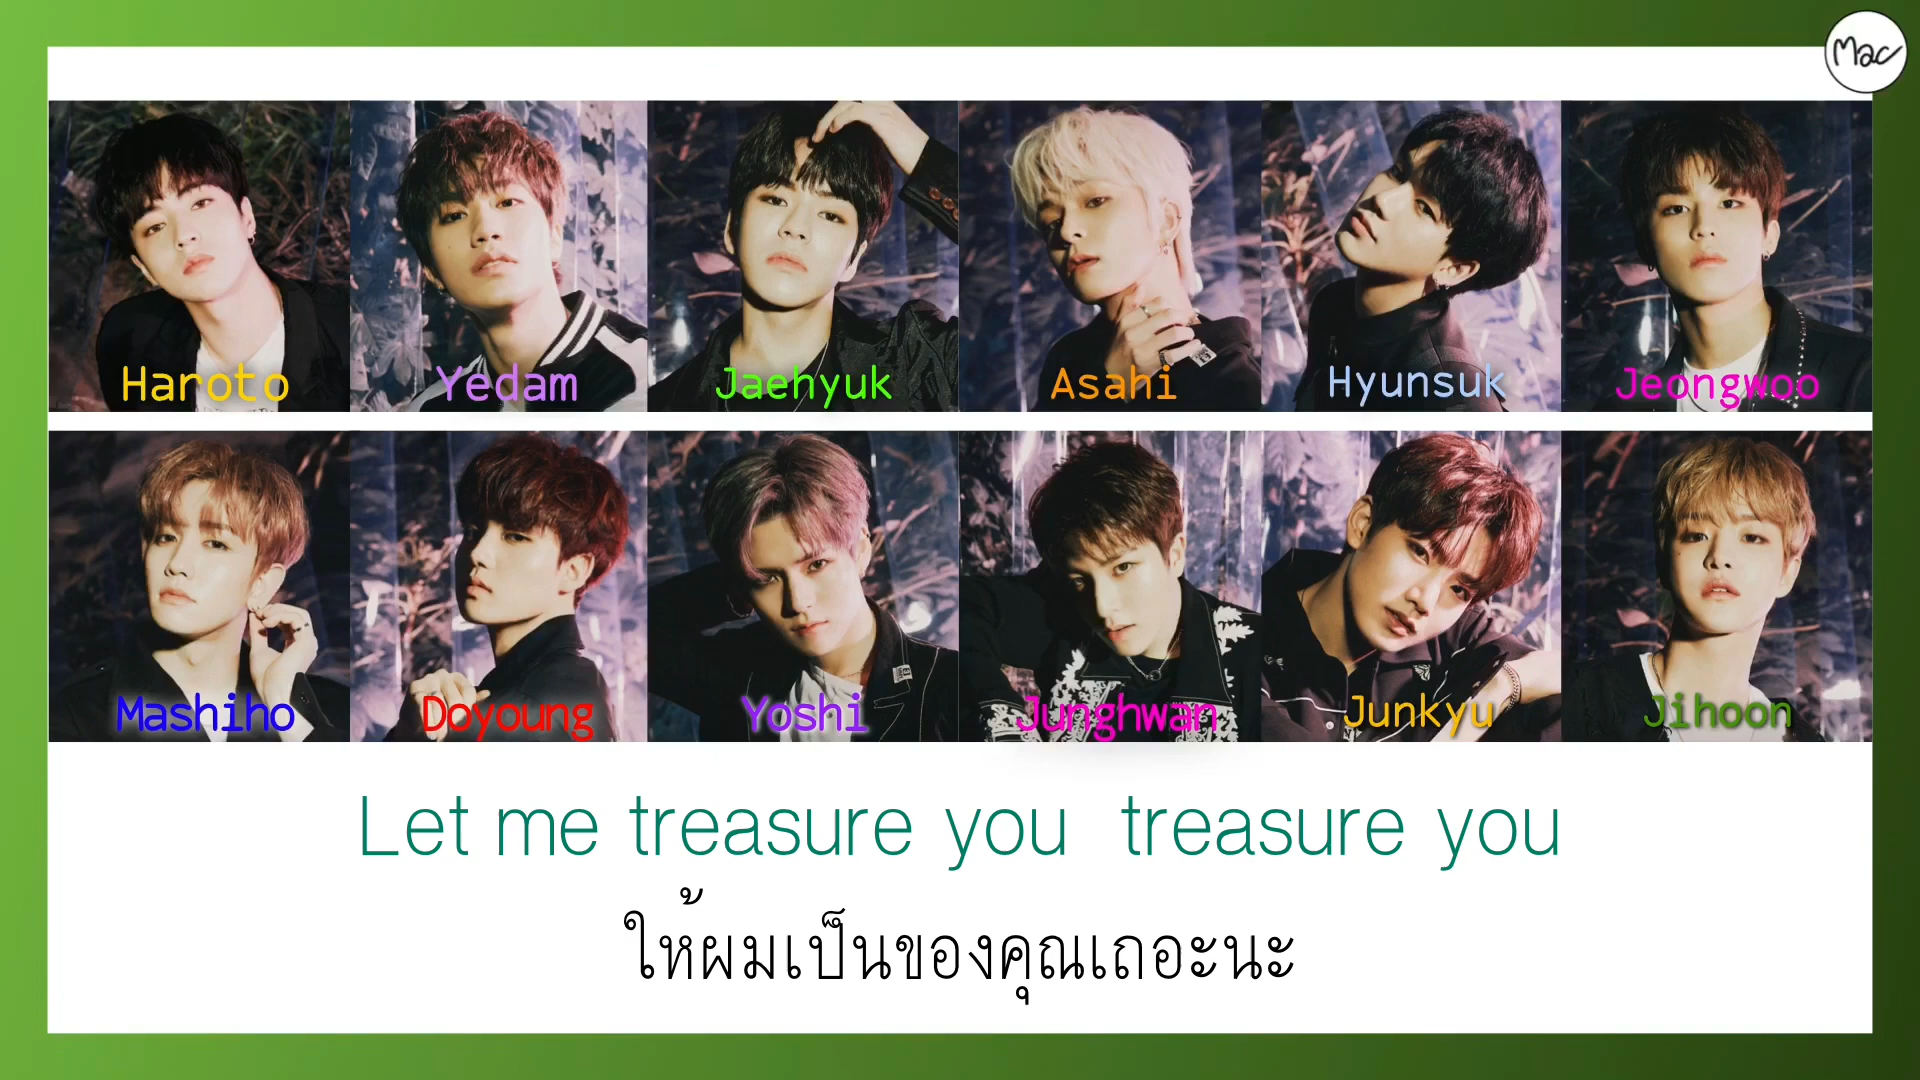 Mac
Haroto Yedam Jaehyuk Asahi Hyunsuk Jeongwoo
Mashiho Doyoung Yoshi Junghwan Junkyu Jihoon
Let me treasure you treasure you
ให้ผมเป็นของคุณเถอะนะ